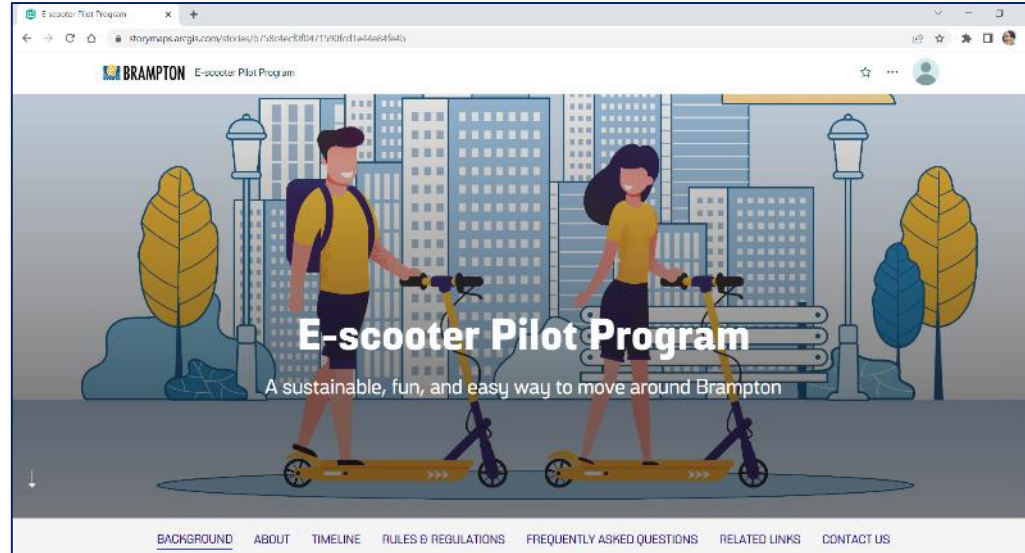 E-scooter Pilot Program
BRAMPTON E-scooter Pilot Program
E-scooter Pilot Program
A sustainable, fun, and easy way to move around Brampton
BACKGROUND ABOUT TIMELINE RULES & REGULATIONS FREQUENTLY ASKED QUESTIONS RELATED LINKS CONTACT US